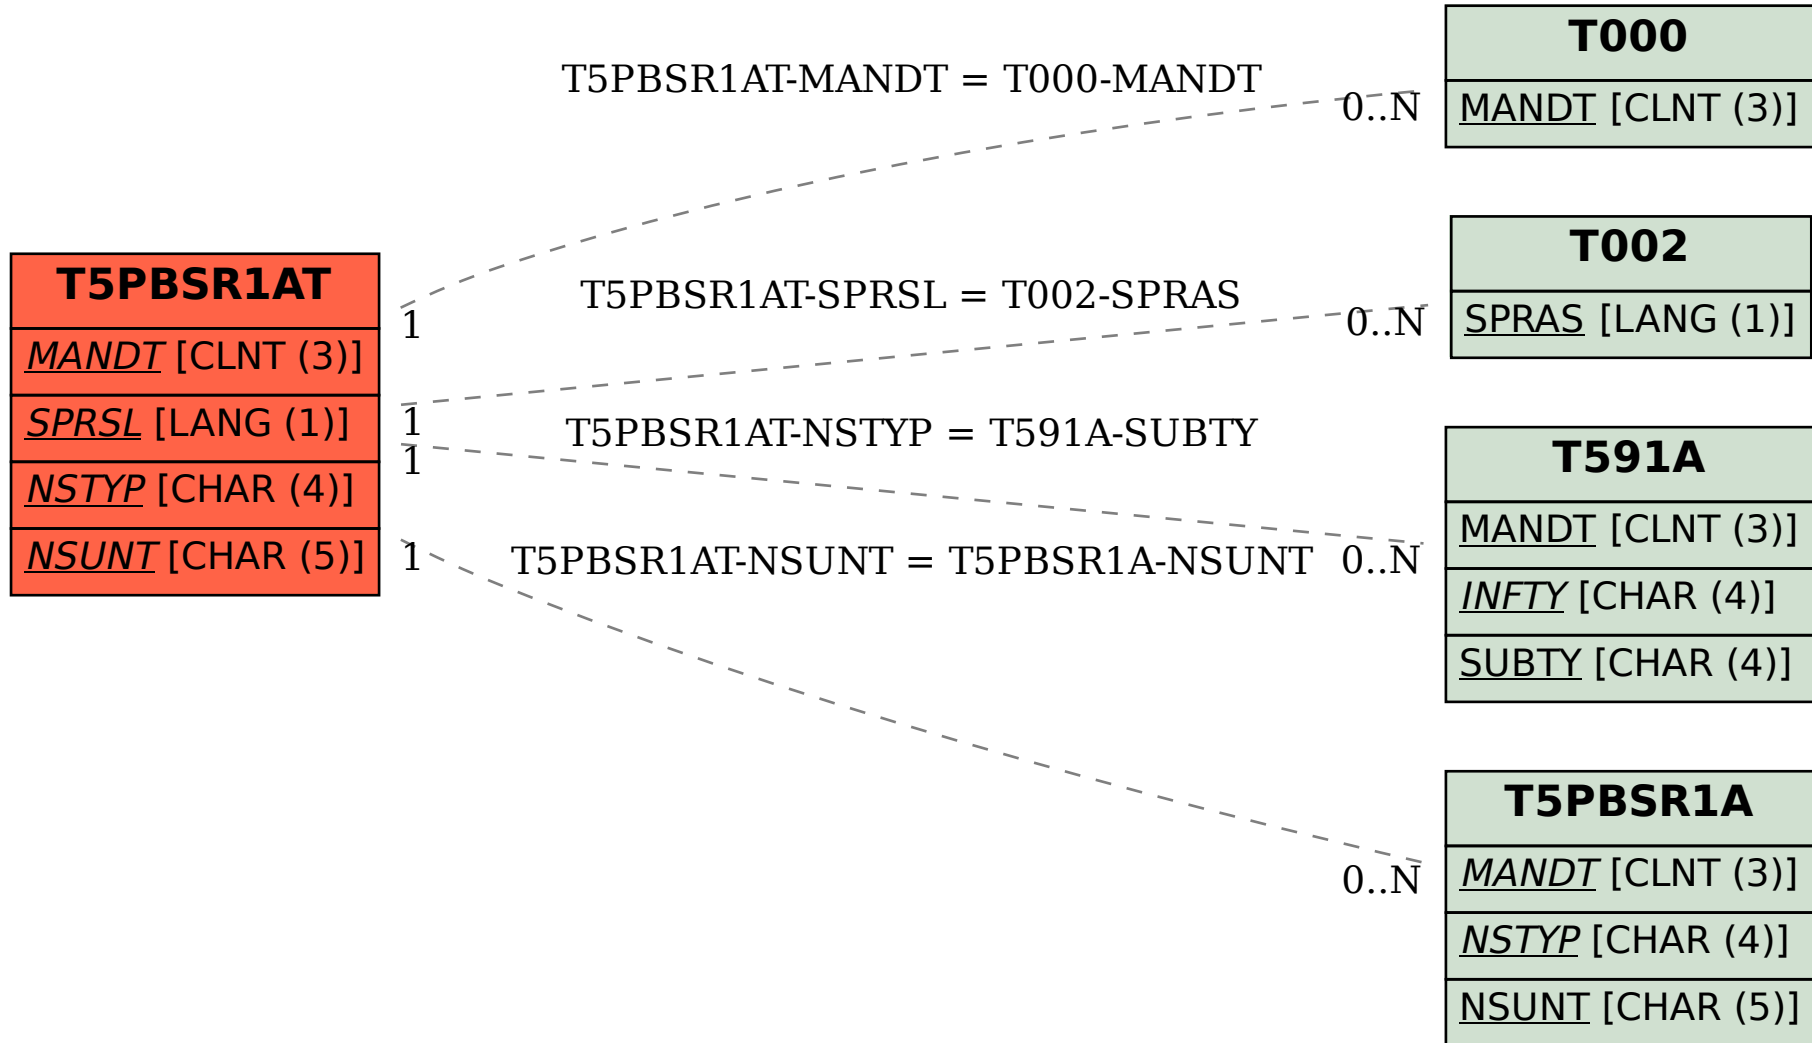 T5PBSR1AT
MANDT [CLNT (3)]
SPRSL [LANG (1)]
NSTYP [CHAR (4)]
NSUNT [CHAR (5)]
T5PBSR1AT-MANDT = T000-MANDT
1
0..N
T5PBSR1AT-SPRSL = T002-SPRAS
1
0..N
T5PBSR1AT-NSTYP = T591A-SUBTY
1
0..N
T5PBSR1AT-NSUNT = T5PBSR1A-NSUNT
1
0..N
T000
MANDT [CLNT (3)]
T002
SPRAS [LANG (1)]
T591A
MANDT [CLNT (3)]
INFTY [CHAR (4)]
SUBTY [CHAR (4)]
T5PBSR1A
MANDT [CLNT (3)]
NSTYP [CHAR (4)]
NSUNT [CHAR (5)]